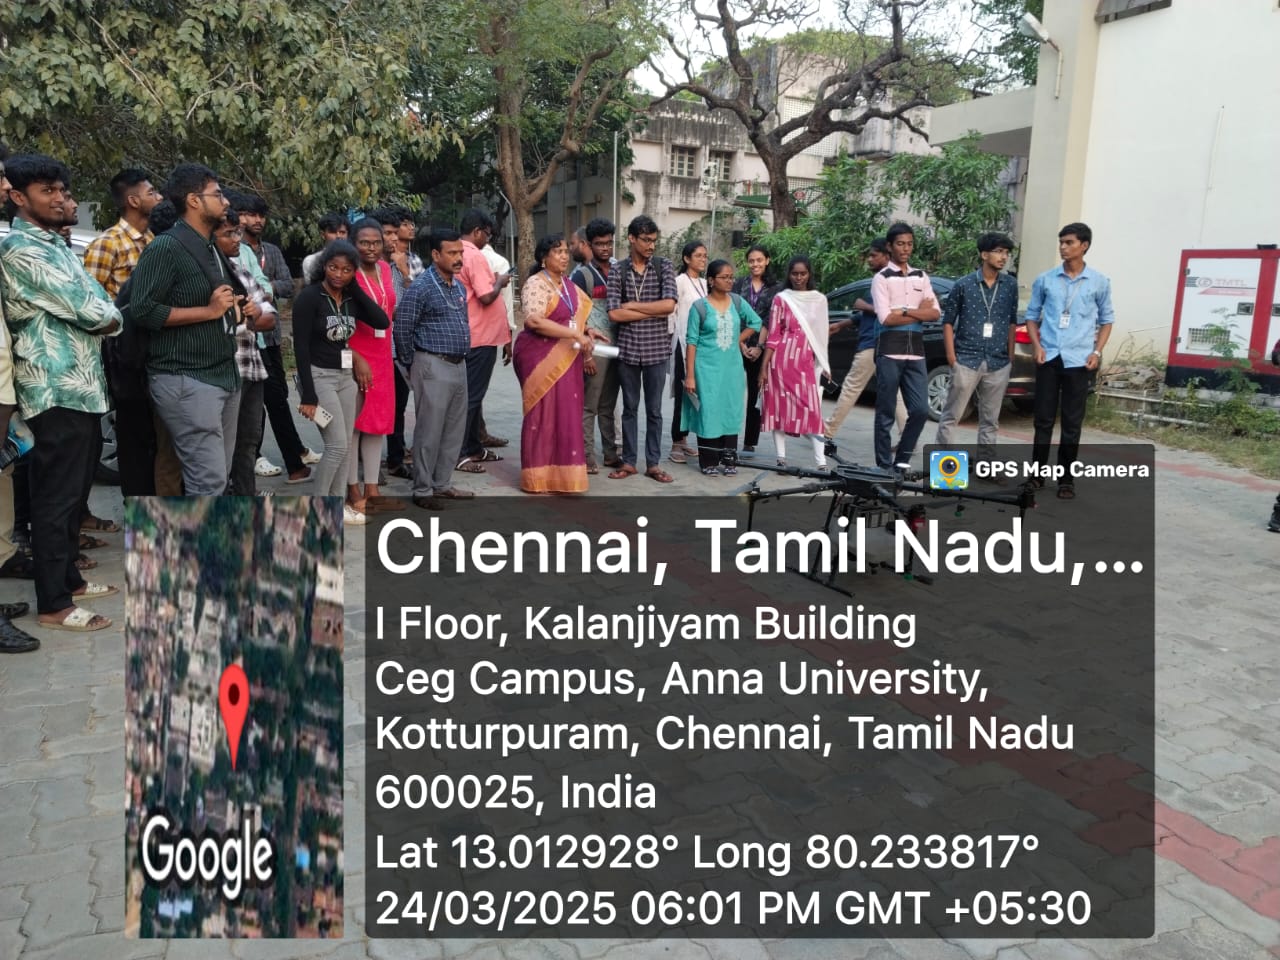 TMTL
GPS Map Camera
Chennai, Tamil Nadu,...
I Floor, Kalanjiyam Building
Ceg Campus, Anna University,
Kotturpuram, Chennai, Tamil Nadu
600025, India
Lat 13.012928° Long 80.233817°
24/03/2025 06:01 PM GMT +05:30
Google